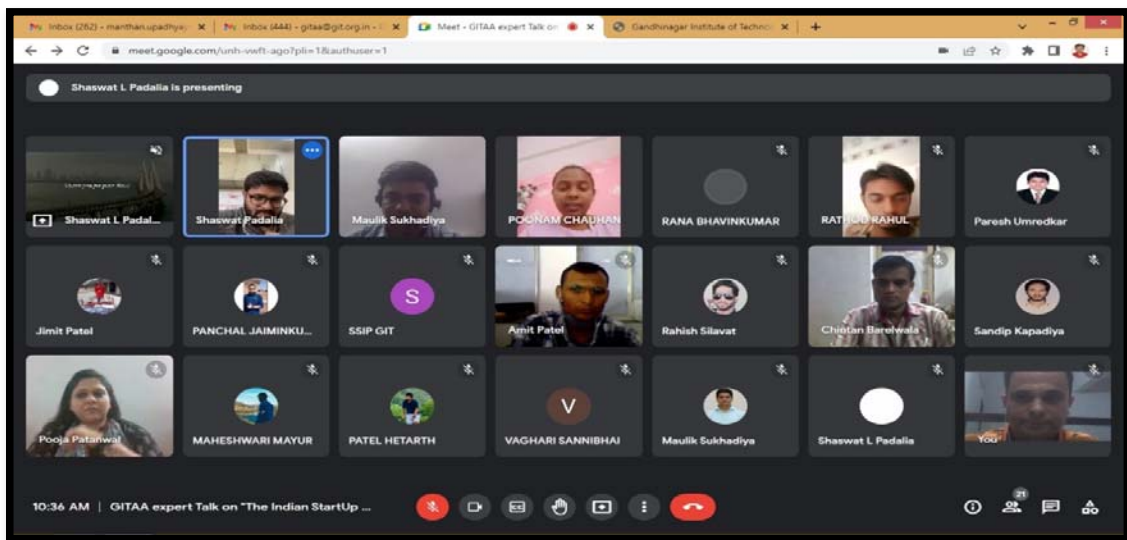 Inbox (262) - manthan.upadhyay
Inbox (444) - gitaa@git.org.in -
Meet - GITAA expert Talk on
Gandhinagar Institute of Technol
meet.google.com/unh-vwft-ago?pli=1&authuser=1
Shaswat L Padalia is presenting
Shaswat L Padal...
Shaswat Padalia
Maulik Sukhadiya
POONAM CHAUHAN
RANA BHAVINKUMAR
RATHOD RAHUL
Paresh Umredkar
Jimit Patel
PANCHAL JAIMINKU...
S
SSIP GIT
Amit Patel
Rahish Silavat
Chintan Barelwala
Sandip Kapadiya
Pooja Patanwal
MAHESHWARI MAYUR
PATEL HETARTH
V
VAGHARI SANNIBHAI
Maulik Sukhadiya
Shaswat L Padalia
You
10:36 AM | GITAA expert Talk on "The Indian StartUp ...
21